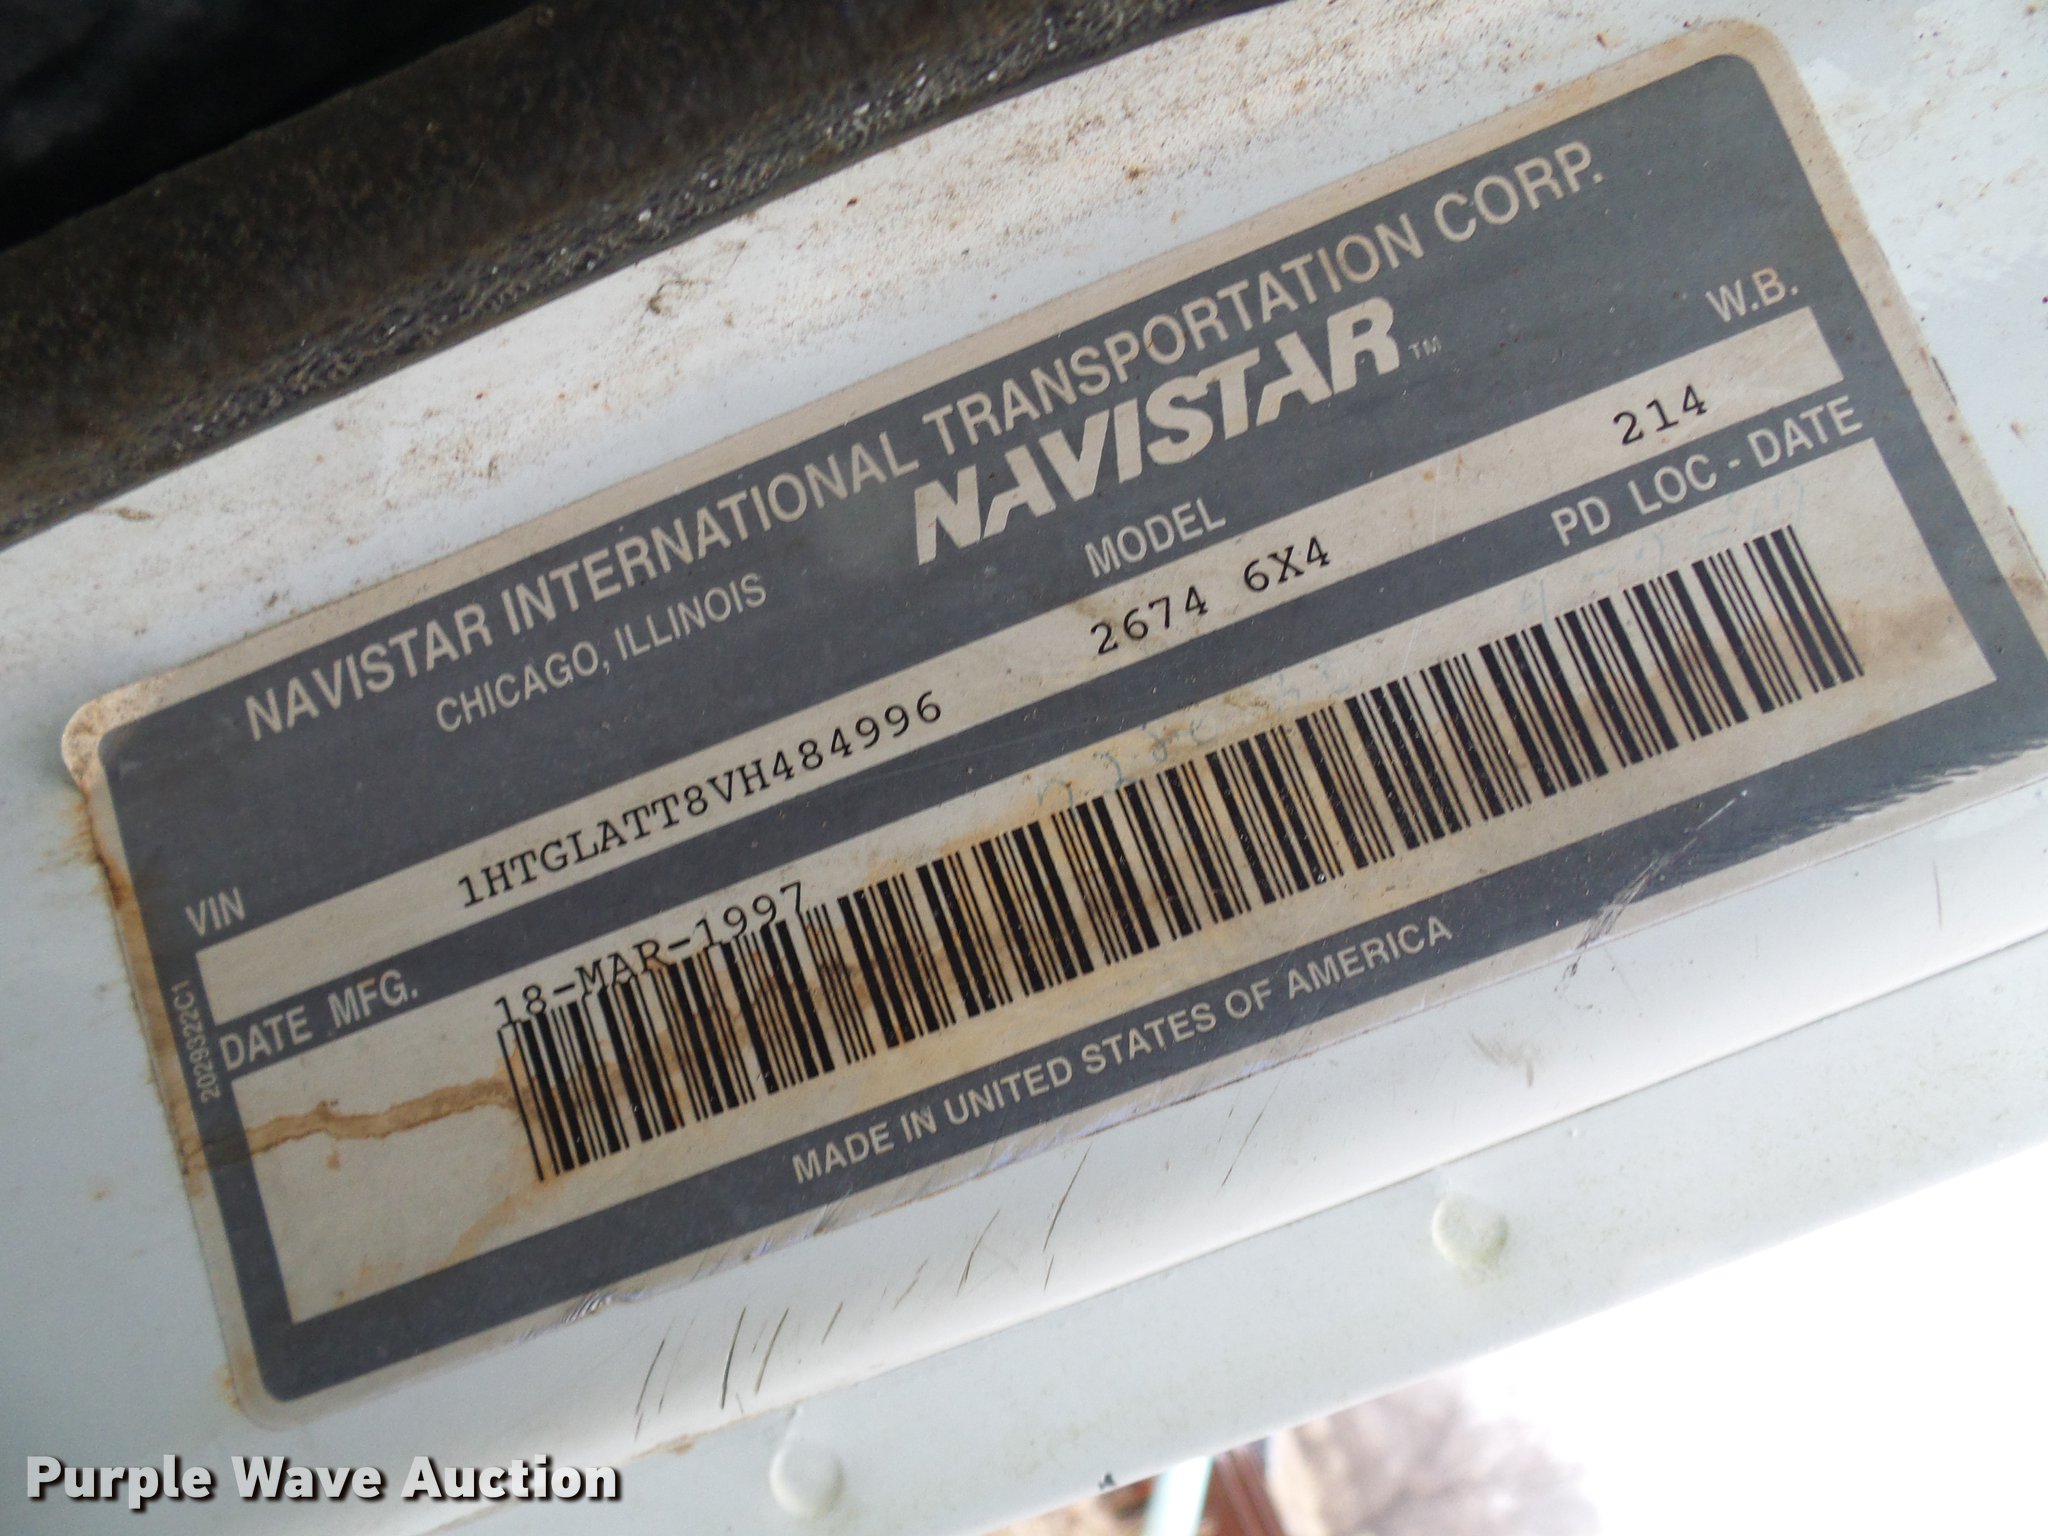 NAVISTAR INTERNATIONAL TRANSPORTATION CORP.
CHICAGO, ILLINOIS
NAVISTAR™
VIN MODEL W.B.
1HTGLATT8VH484996 2674 6X4 214
DATE MFG. PD LOC - DATE
18-MAR-1997
MADE IN UNITED STATES OF AMERICA
2029322C1
Purple Wave Auction